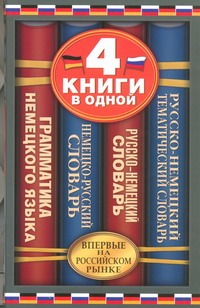 4
КНИГИ
В ОДНОЙ
ГРАММАТИКА
НЕМЕЦКОГО ЯЗЫКА
НЕМЕЦКО-РУССКИЙ
СЛОВАРЬ
РУССКО-НЕМЕЦКИЙ
СЛОВАРЬ
РУССКО-НЕМЕЦКИЙ
ТЕМАТИЧЕСКИЙ СЛОВАРЬ
ВПЕРВЫЕ
НА
РОССИЙСКОМ
РЫНКЕ